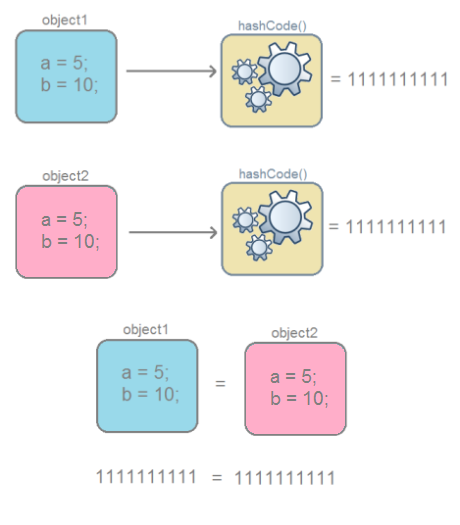 object1
hashCode()
a = 5;
b = 10;
= 1111111111
object2
hashCode()
a = 5;
b = 10;
= 1111111111
object1
object2
a = 5;
b = 10;
=
a = 5;
b = 10;
1111111111 = 1111111111